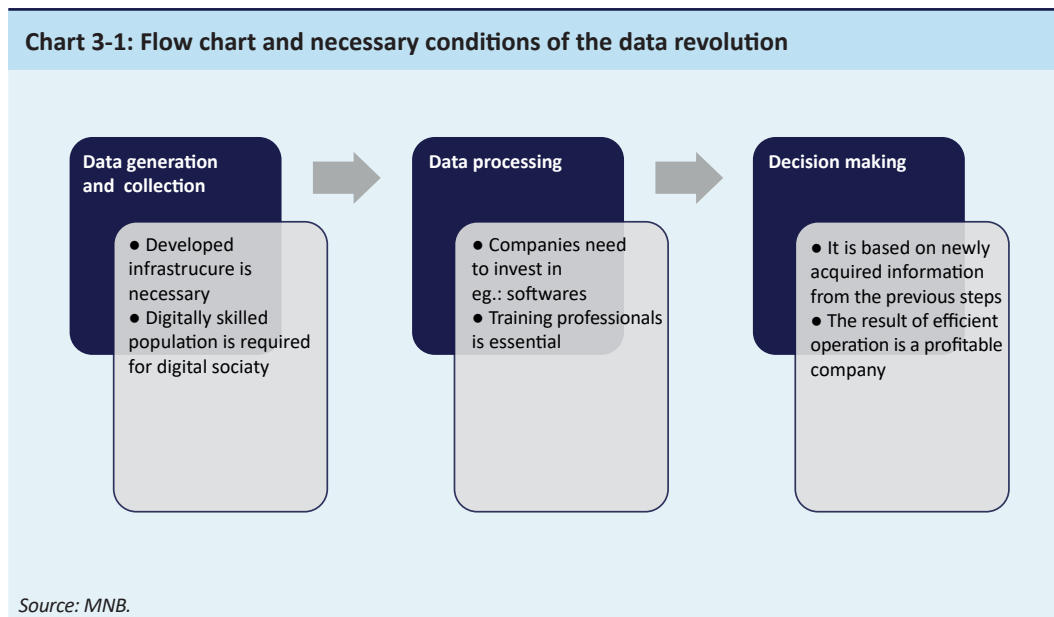 Chart 3-1: Flow chart and necessary conditions of the data revolution
Data generation
and collection
● Developed
infrastrucure is
necessary
● Digitally skilled
population is required
for digital sociaty
Data processing
● Companies need
to invest in
eg.: softwares
● Training professionals
is essential
Decision making
● It is based on newly
acquired information
from the previous steps
● The result of efficient
operation is a profitable
company
Source: MNB.